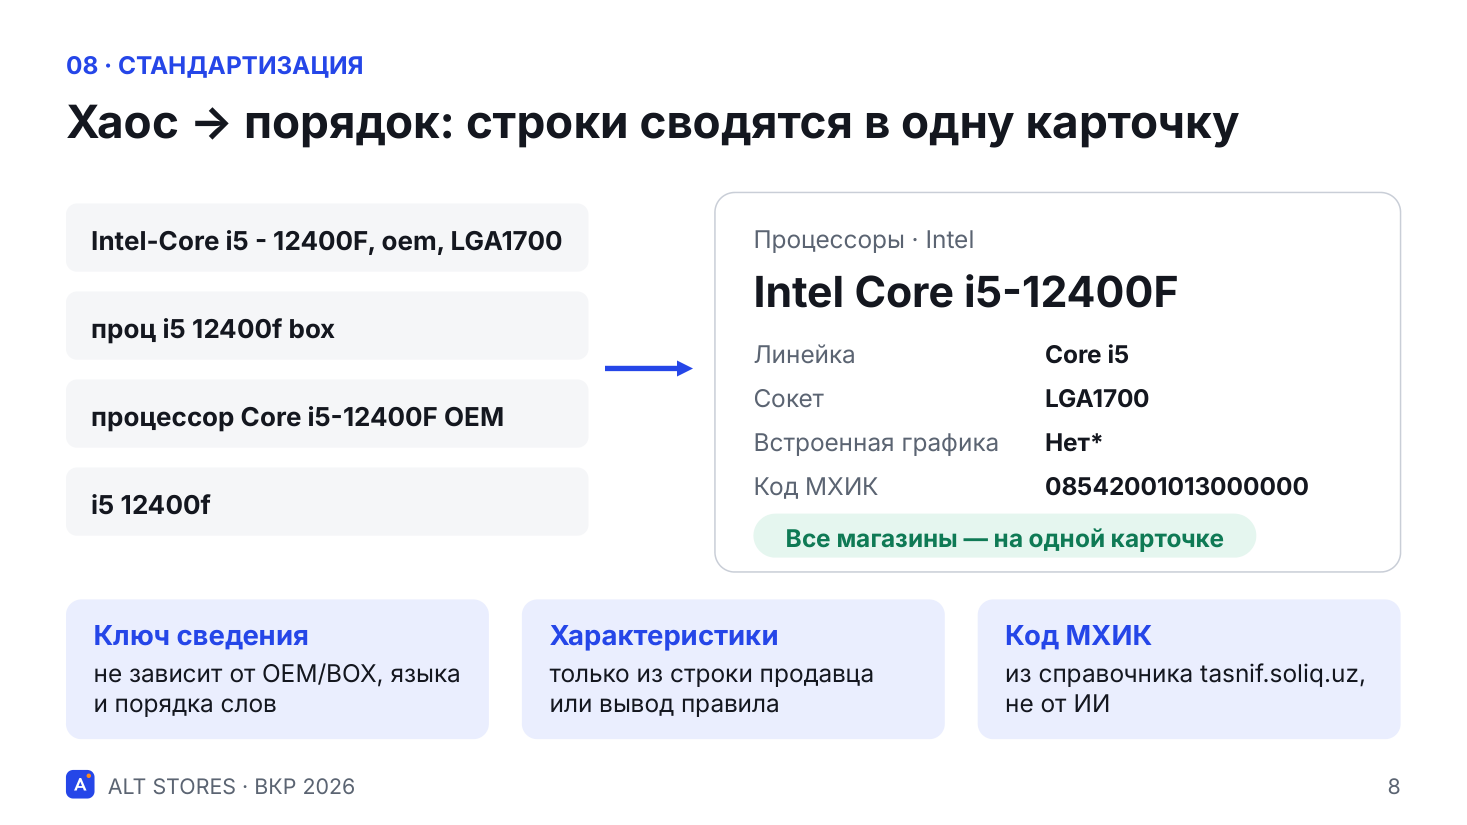 08 · СТАНДАРТИЗАЦИЯ
Хаос → порядок: строки сводятся в одну карточку
Intel-Core i5 - 12400F, oem, LGA1700
проц i5 12400f box
процессор Core i5-12400F OEM
i5 12400f
Процессоры · Intel
Intel Core i5-12400F
Линейка Core i5
Сокет LGA1700
Встроенная графика Нет*
Код МХИК 08542001013000000
Все магазины — на одной карточке
Ключ сведения
не зависит от OEM/BOX, языка
и порядка слов
Характеристики
только из строки продавца
или вывод правила
Код МХИК
из справочника tasnif.soliq.uz,
не от ИИ
A ALT STORES · ВКР 2026
8